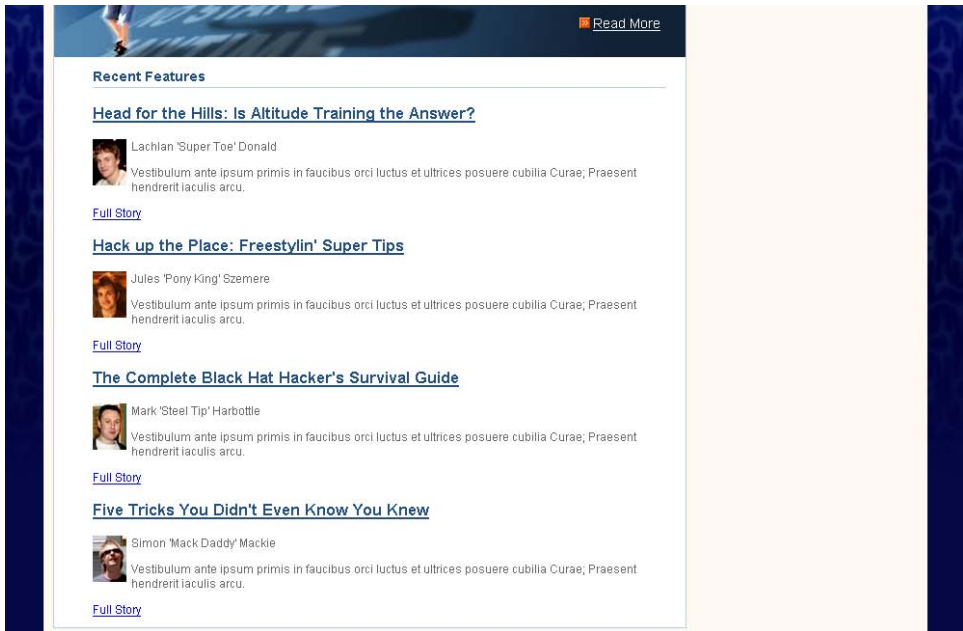 Read More
Recent Features
Head for the Hills: Is Altitude Training the Answer?
Lachlan 'Super Toe' Donald
Vestibulum ante ipsum primis in faucibus orci luctus et ultrices posuere cubilia Curae; Praesent
hendrerit iaculis arcu.
Full Story
Hack up the Place: Freestylin' Super Tips
Jules 'Pony King' Szemere
Vestibulum ante ipsum primis in faucibus orci luctus et ultrices posuere cubilia Curae; Praesent
hendrerit iaculis arcu.
Full Story
The Complete Black Hat Hacker's Survival Guide
Mark 'Steel Tip' Harbottle
Vestibulum ante ipsum primis in faucibus orci luctus et ultrices posuere cubilia Curae; Praesent
hendrerit iaculis arcu.
Full Story
Five Tricks You Didn't Even Know You Knew
Simon 'Mack Daddy' Mackie
Vestibulum ante ipsum primis in faucibus orci luctus et ultrices posuere cubilia Curae; Praesent
hendrerit iaculis arcu.
Full Story